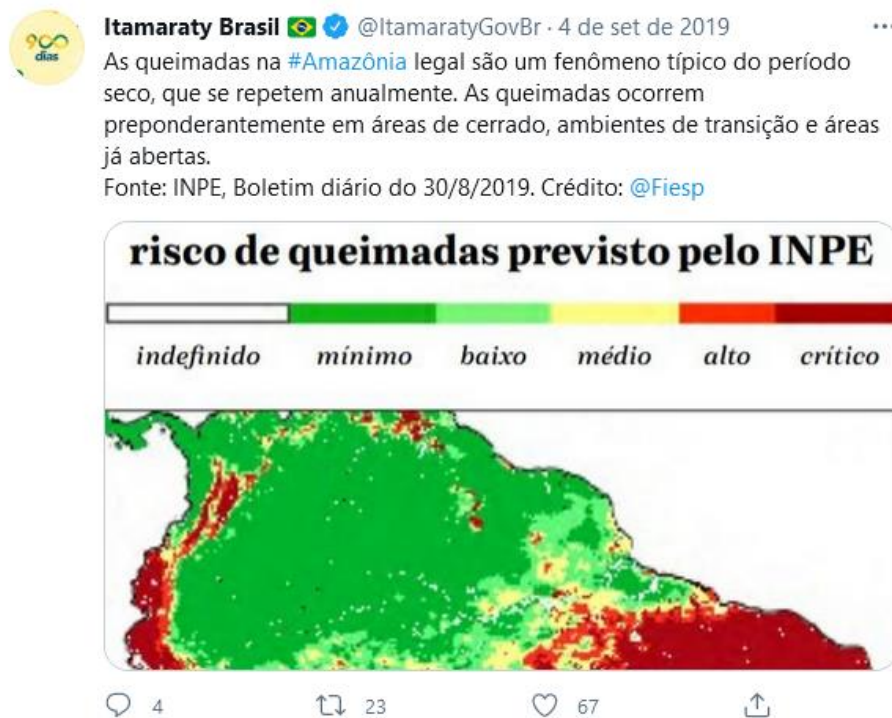 900
dias
Itamaraty Brasil 🇧🇷 @ItamaratyGovBr · 4 de set de 2019 ...
As queimadas na #Amazônia legal são um fenômeno típico do período
seco, que se repetem anualmente. As queimadas ocorrem
preponderantemente em áreas de cerrado, ambientes de transição e áreas
já abertas.
Fonte: INPE, Boletim diário do 30/8/2019. Crédito: @Fiesp
risco de queimadas previsto pelo INPE
indefinido mínimo baixo médio alto crítico
4 23 67